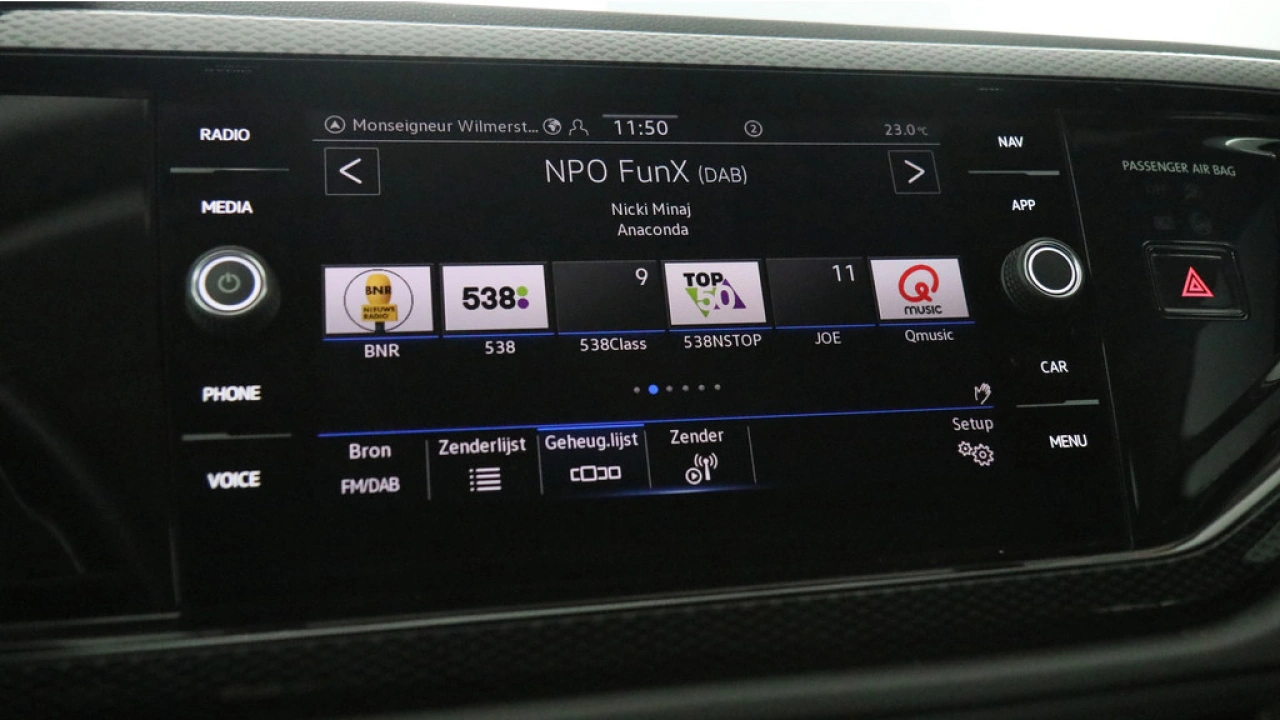 RADIO
MEDIA
PHONE
VOICE
Monseigneur Wilmerst... 11:50 2 23.0°C
< NPO FunX (DAB) >
Nicki Minaj
Anaconda
BNR NIEUWS RADIO
538
9
TOP 50
11
Q music
BNR 538 538Class 538NSTOP JOE Qmusic
Bron Zenderlijst Geheug.lijst Zender Setup
FM/DAB
NAV
APP
CAR
MENU
PASSENGER AIR BAG